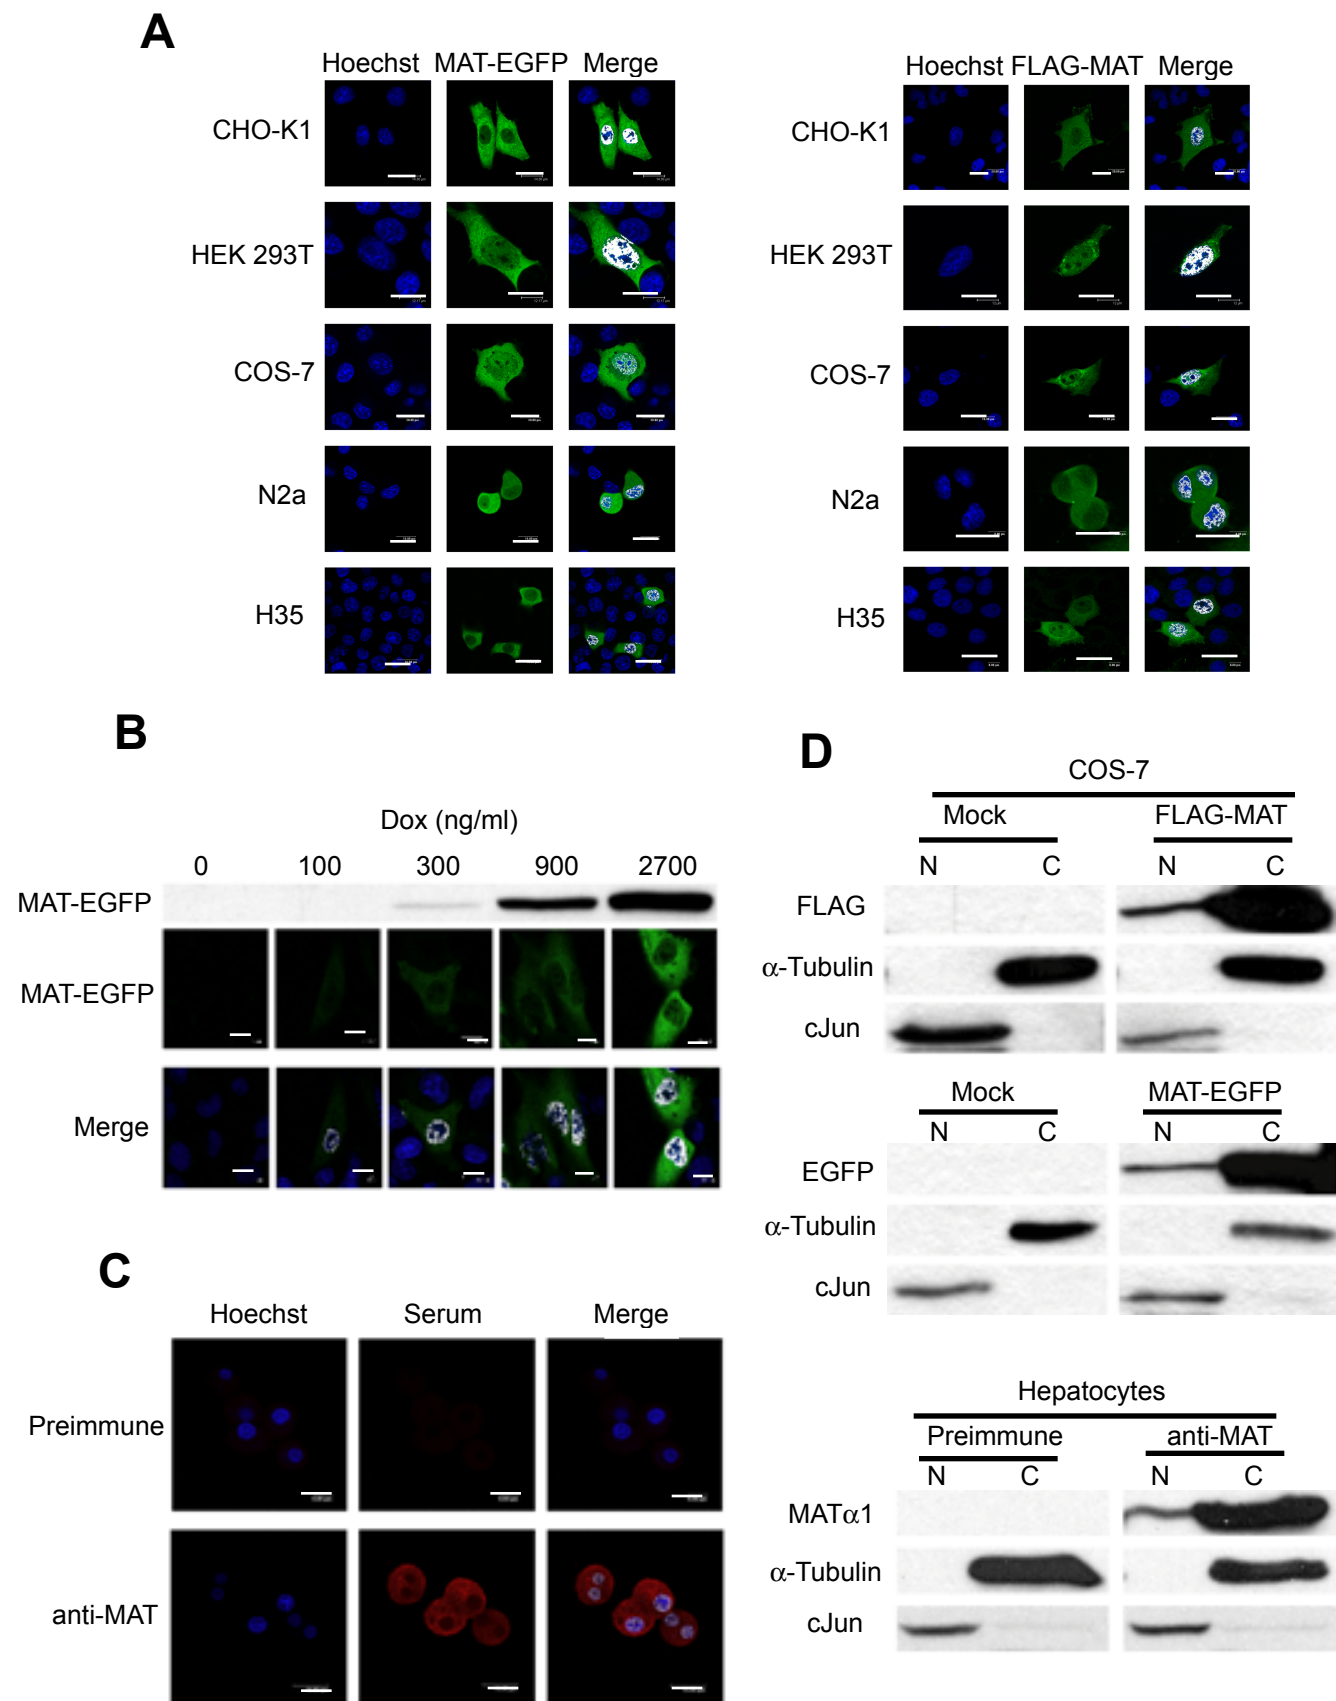 A
Hoechst MAT-EGFP Merge
Hoechst FLAG-MAT Merge
CHO-K1
CHO-K1
HEK 293T
HEK 293T
COS-7
COS-7
N2a
N2a
H35
H35
B
Dox (ng/ml)
0 100 300 900 2700
MAT-EGFP
MAT-EGFP
Merge
C
Hoechst Serum Merge
Preimmune
anti-MAT
D
COS-7
Mock FLAG-MAT
N C N C
FLAG
α-Tubulin
cJun
Mock MAT-EGFP
N C N C
EGFP
α-Tubulin
cJun
Hepatocytes
Preimmune anti-MAT
N C N C
MATα1
α-Tubulin
cJun